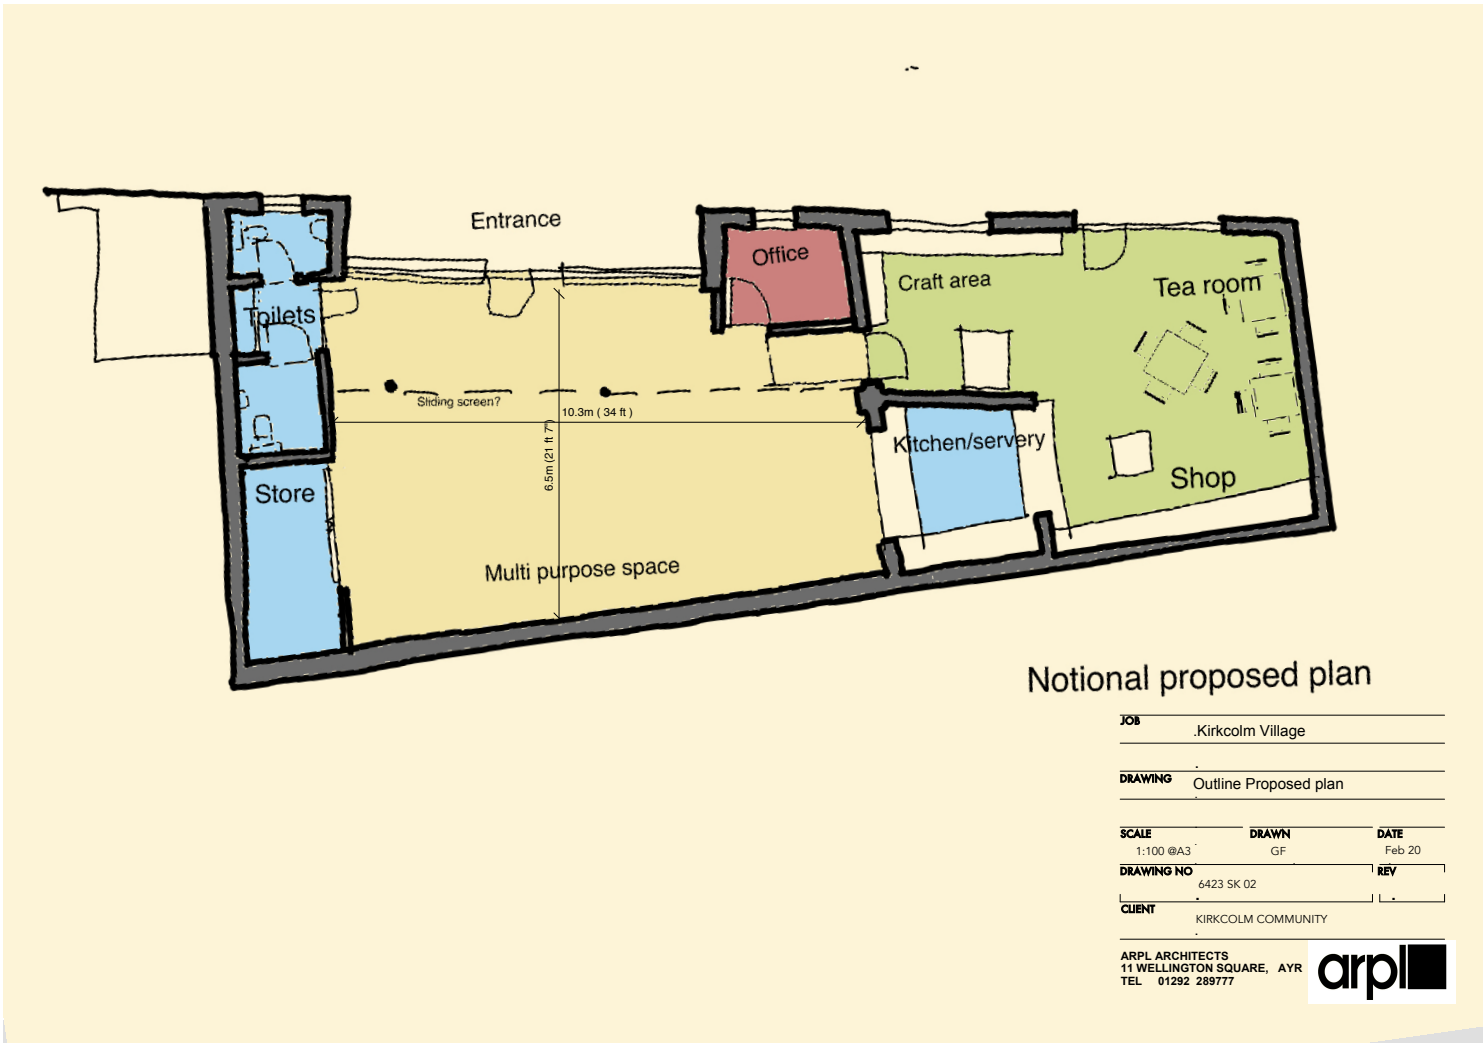 Entrance
Office
Craft area
Tea room
Toilets
Sliding screen?
10.3m ( 34 ft )
6.5m (21 ft 7")
Kitchen/servery
Store
Shop
Multi purpose space
Notional proposed plan
JOB
.Kirkcolm Village
DRAWING Outline Proposed plan
SCALE DRAWN DATE
1:100 @A3 GF Feb 20
DRAWING NO REV
6423 SK 02
CLIENT
KIRKCOLM COMMUNITY
ARPL ARCHITECTS
11 WELLINGTON SQUARE, AYR
TEL 01292 289777
arpl